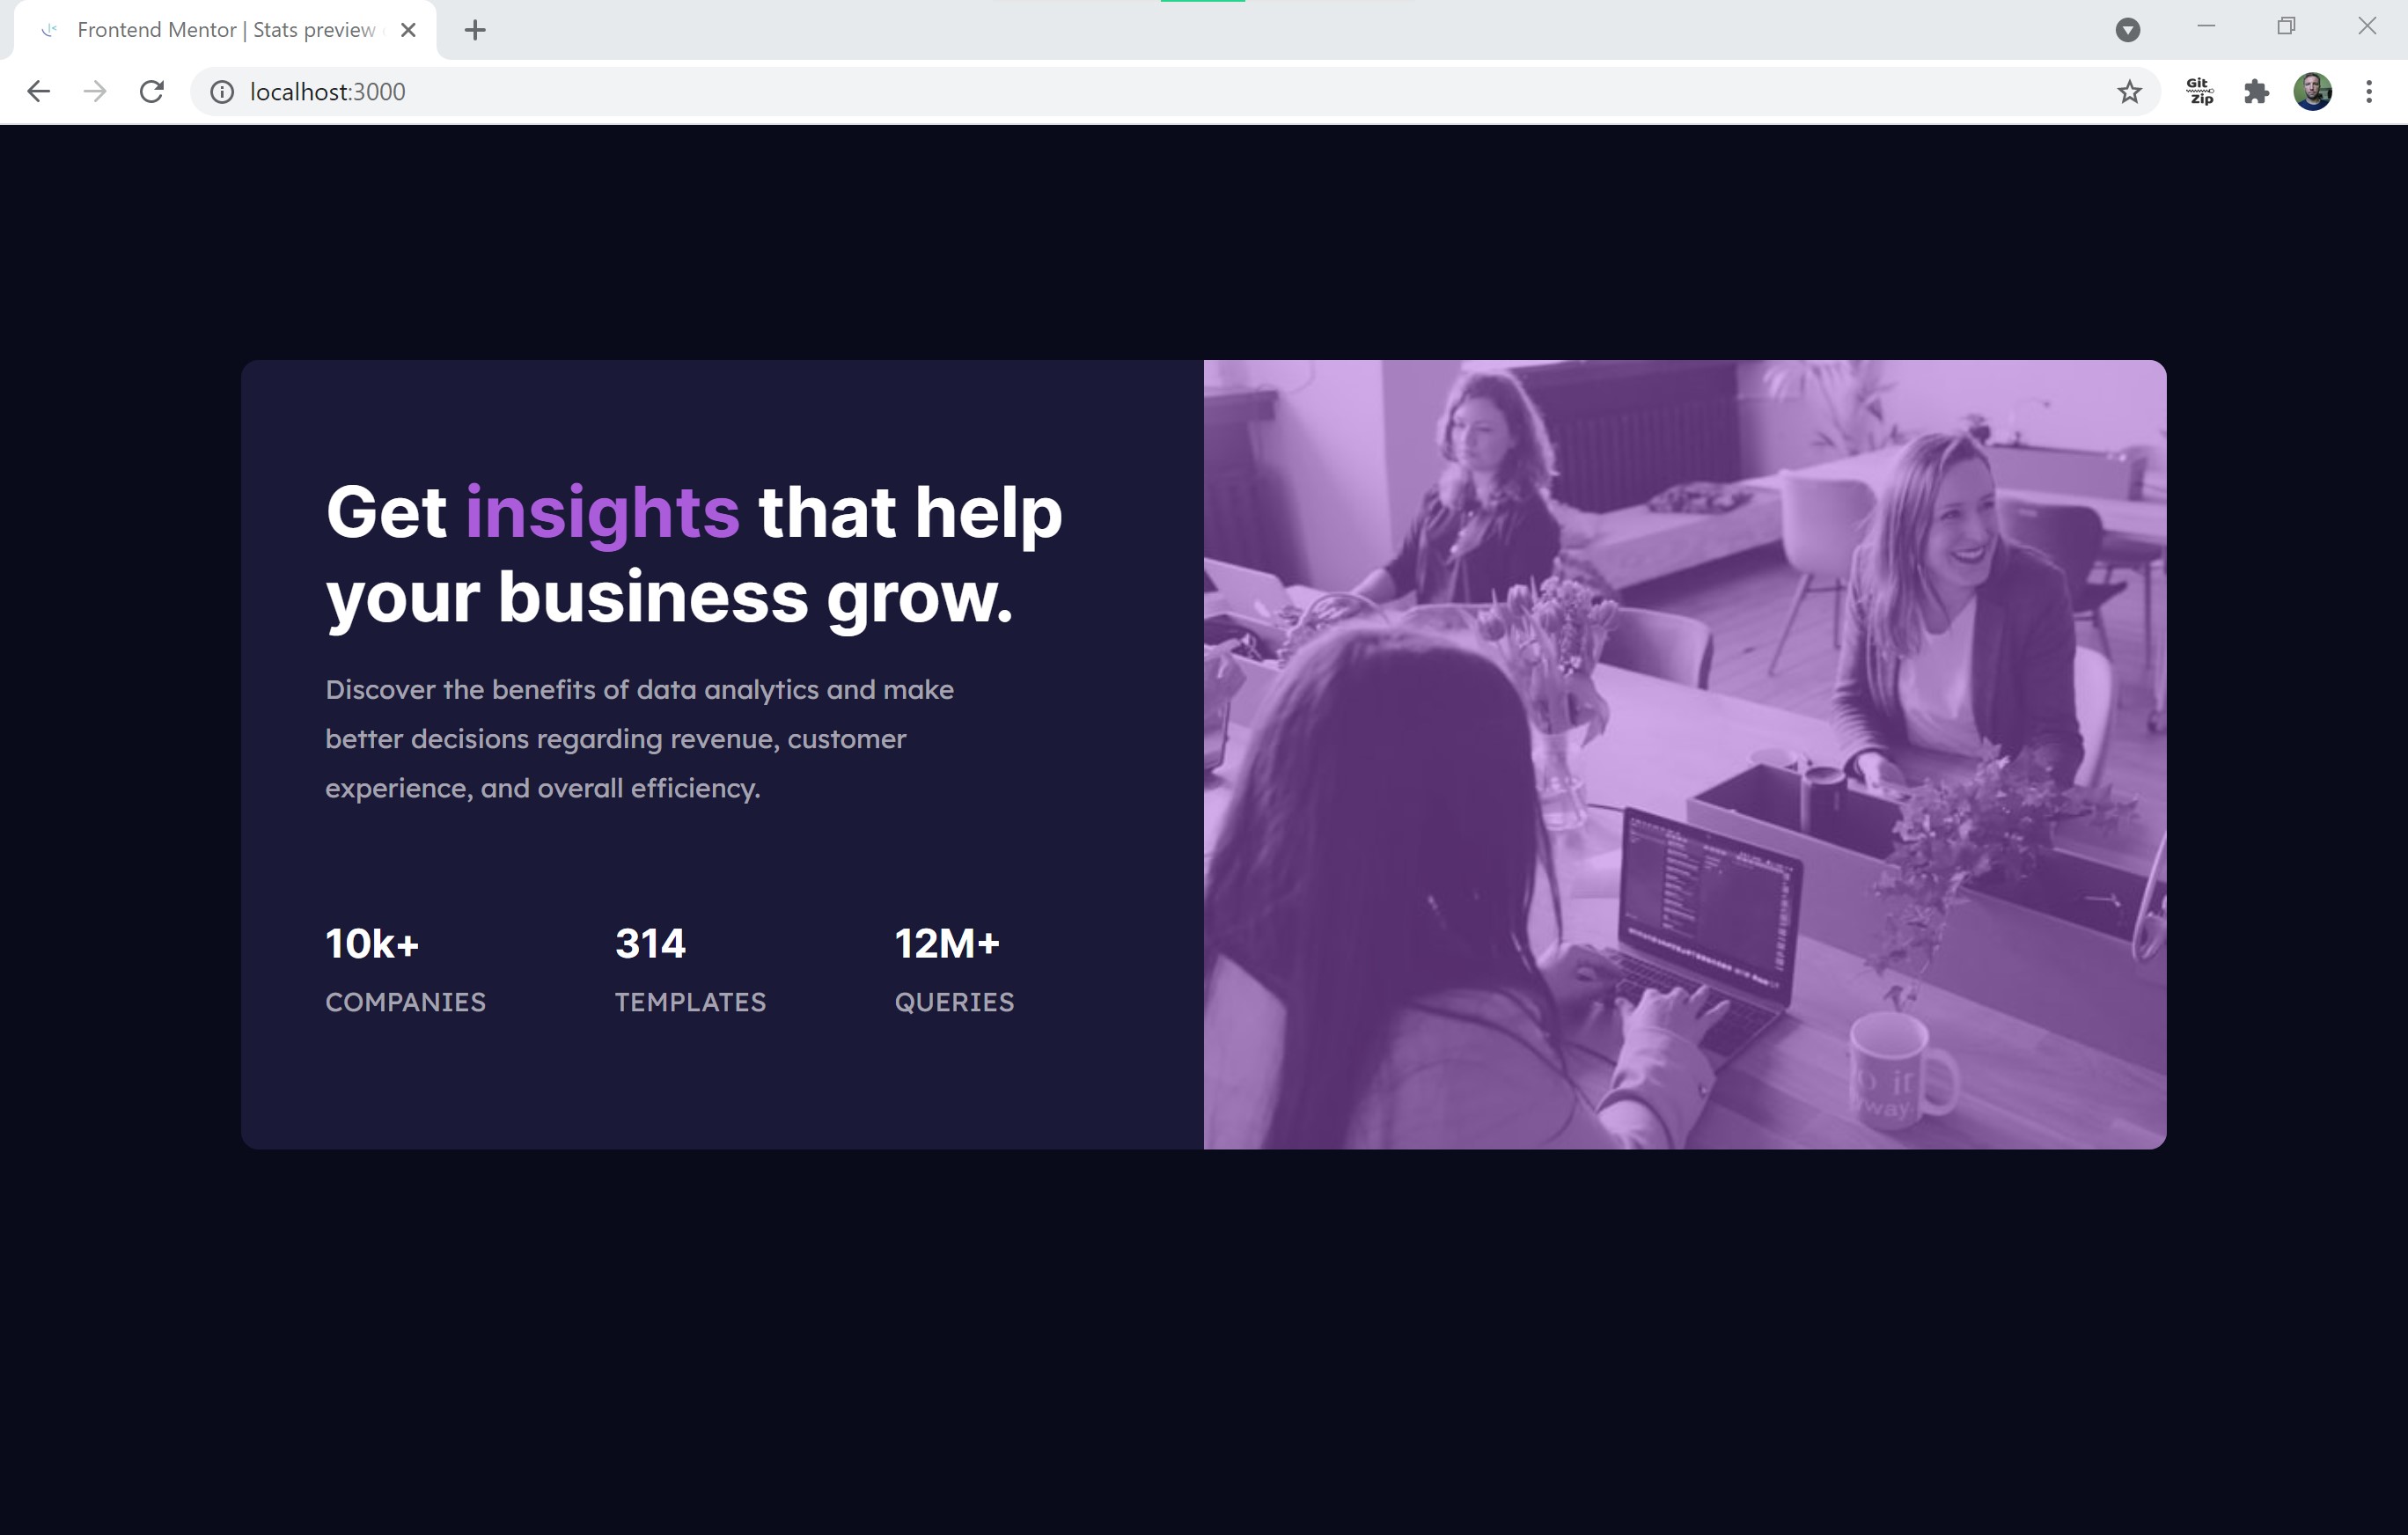 Frontend Mentor | Stats preview
localhost:3000
Git
Zip
Get insights that help
your business grow.
Discover the benefits of data analytics and make
better decisions regarding revenue, customer
experience, and overall efficiency.
10k+ 314 12M+
COMPANIES TEMPLATES QUERIES